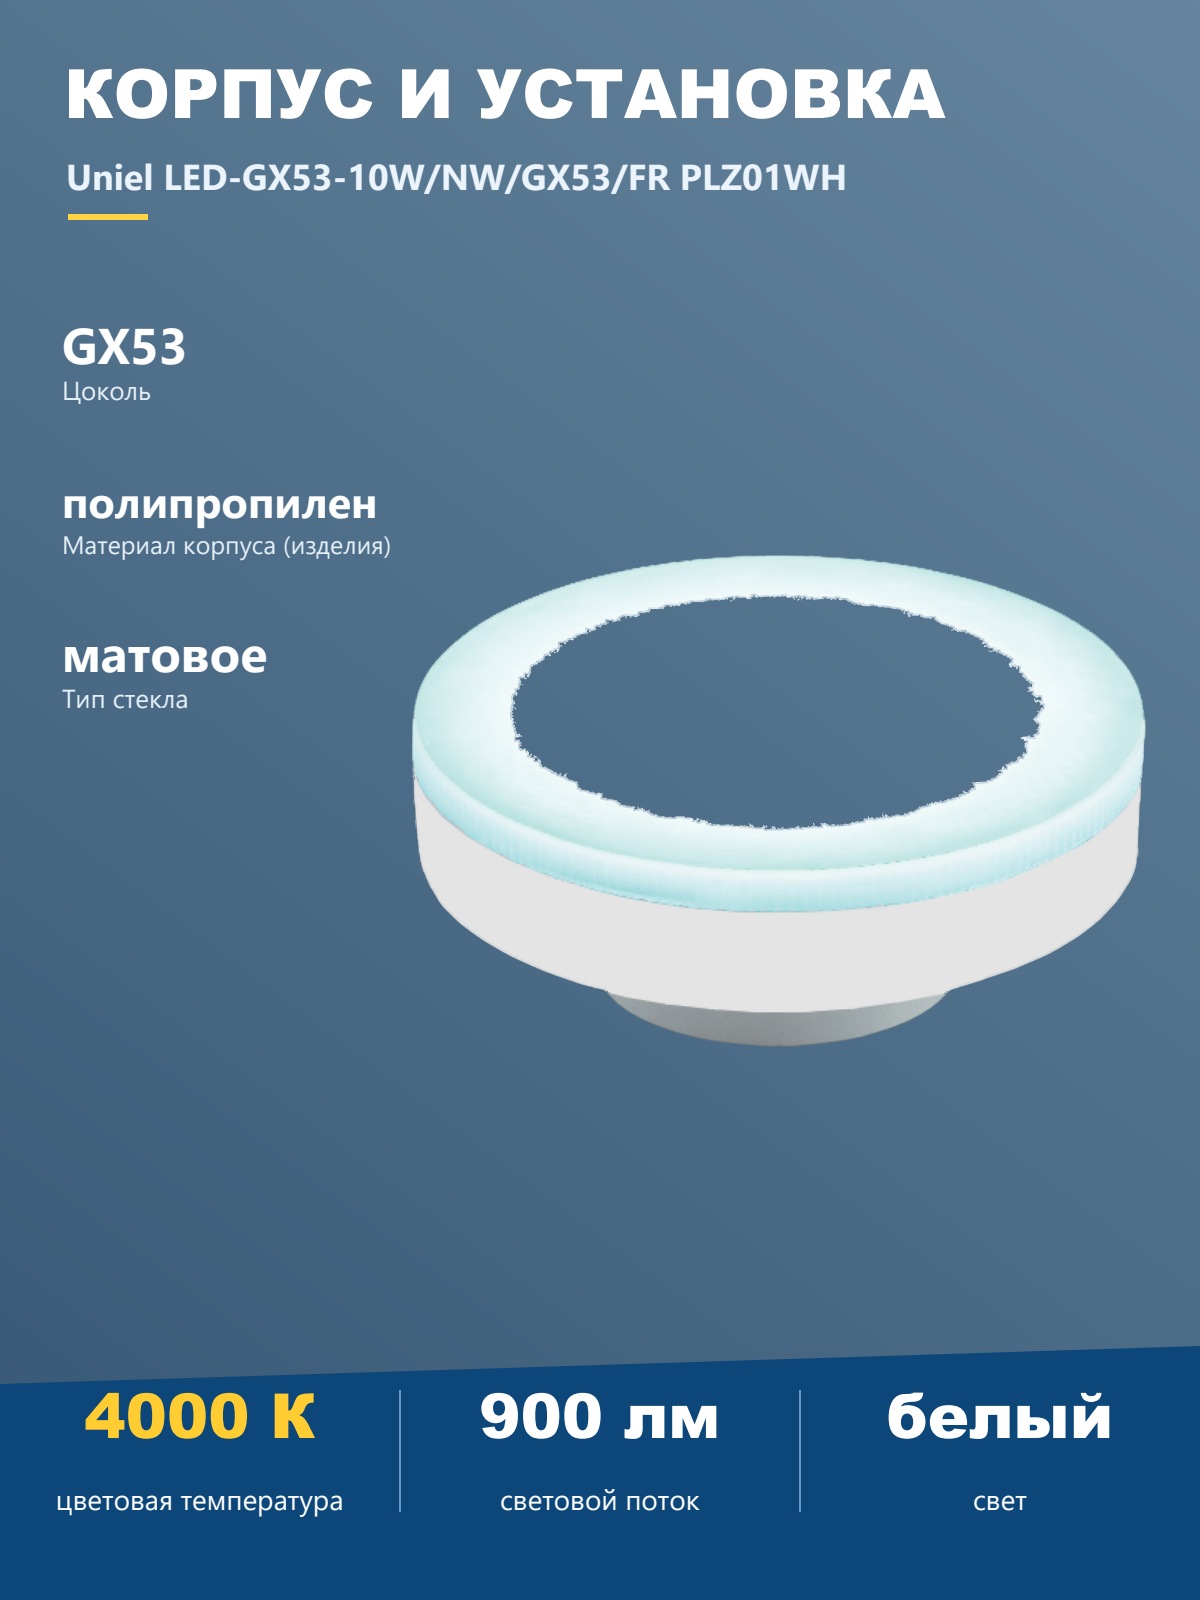 КОРПУС И УСТАНОВКА
Uniel LED-GX53-10W/NW/GX53/FR PLZ01WH
GX53
Цоколь
полипропилен
Материал корпуса (изделия)
матовое
Тип стекла
4000 К
цветовая температура
900 лм
световой поток
белый
свет